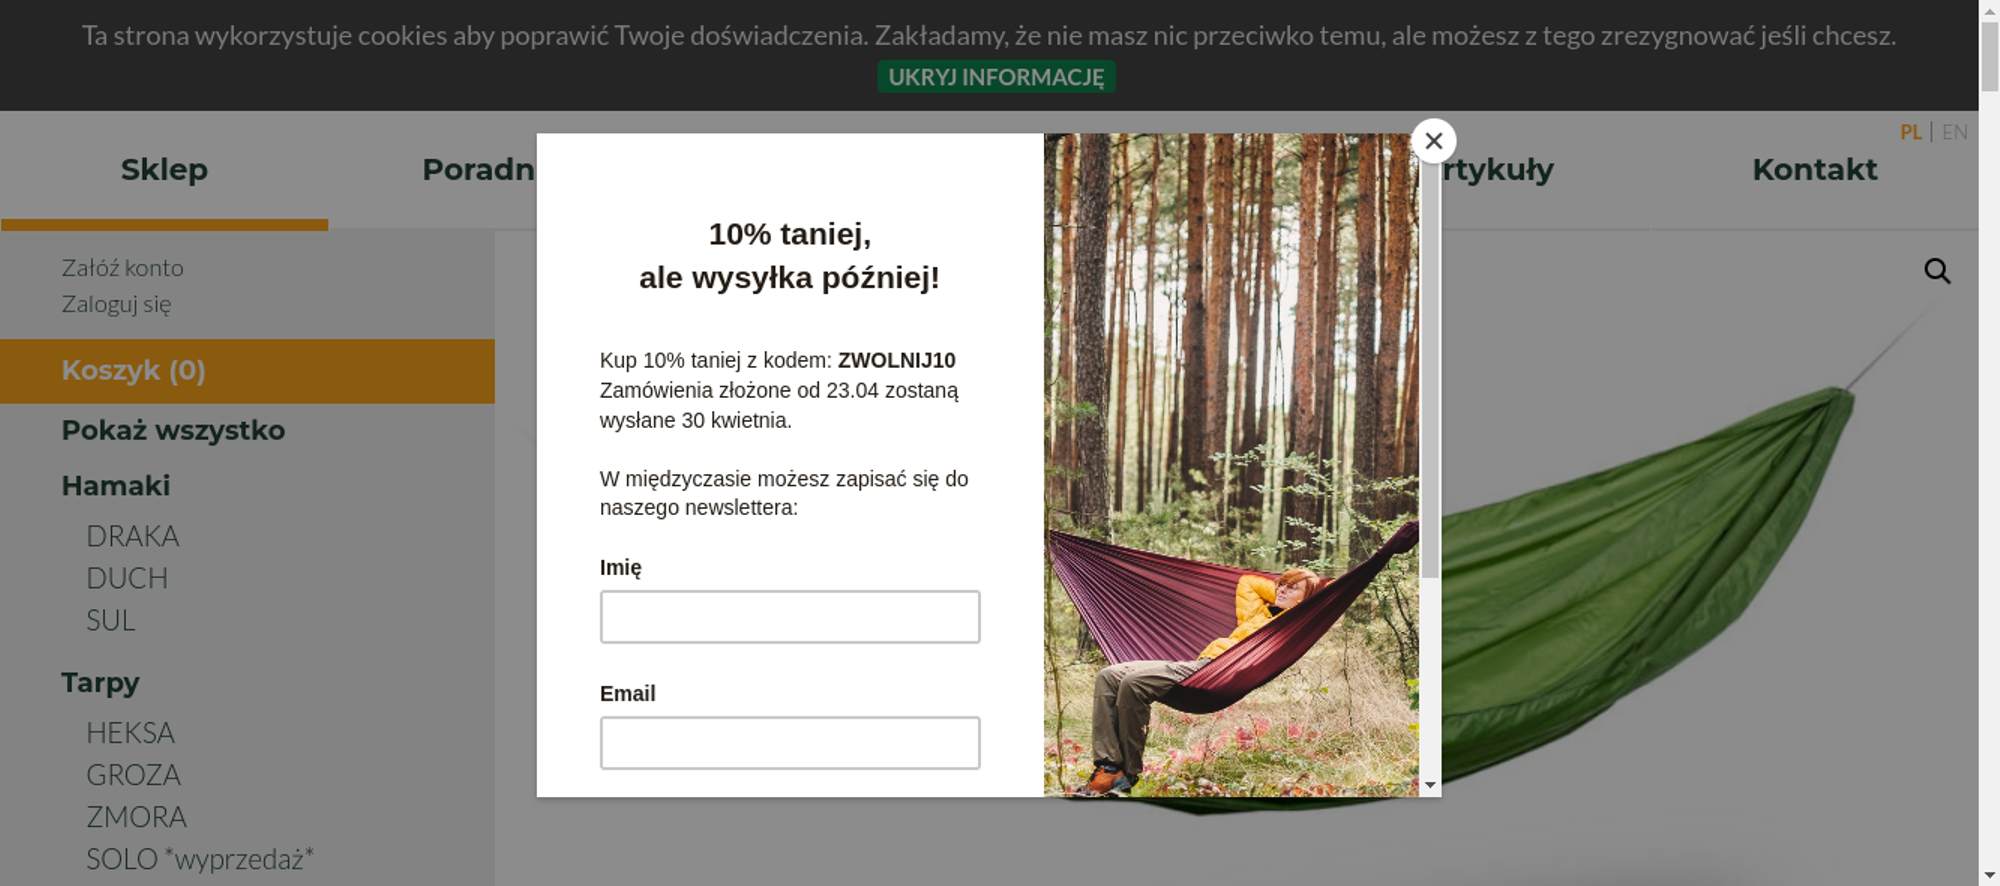 Ta strona wykorzystuje cookies aby poprawić Twoje doświadczenia. Zakładamy, że nie masz nic przeciwko temu, ale możesz z tego zrezygnować jeśli chcesz.
UKRYJ INFORMACJĘ
PL | EN
Sklep
Poradn
rtykuły
Kontakt
Załóż konto
Zaloguj się
Koszyk (0)
Pokaż wszystko
Hamaki
DRAKA
DUCH
SUL
Tarpy
HEKSA
GROZA
ZMORA
SOLO *wyprzedaż*
10% taniej,
ale wysyłka później!
Kup 10% taniej z kodem: ZWOLNIJ10
Zamówienia złożone od 23.04 zostaną
wysłane 30 kwietnia.
W międzyczasie możesz zapisać się do
naszego newslettera:
Imię
Email